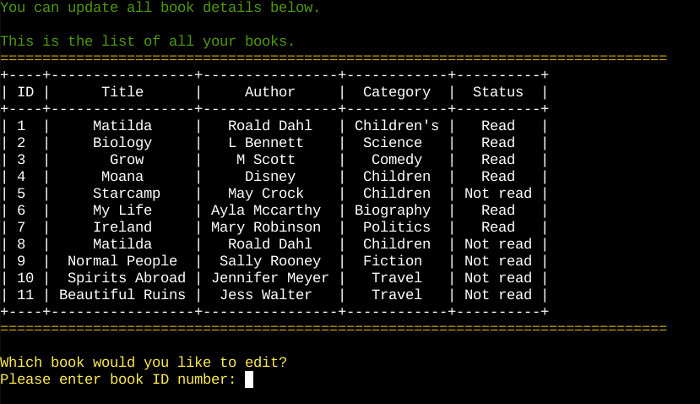 You can update all book details below.
This is the list of all your books.
================================================================================
+----+-----------------+----------------+------------+----------+
| ID |      Title      |     Author     |  Category  |  Status  |
+----+-----------------+----------------+------------+----------+
| 1  |     Matilda     |   Roald Dahl   | Children's |   Read   |
| 2  |     Biology     |   L Bennett    |  Science   |   Read   |
| 3  |       Grow      |    M Scott     |   Comedy   |   Read   |
| 4  |      Moana      |     Disney     |  Children  |   Read   |
| 5  |     Starcamp    |   May Crock    |  Children  | Not read |
| 6  |     My Life     | Ayla Mccarthy  | Biography  |   Read   |
| 7  |     Ireland     | Mary Robinson  |  Politics  |   Read   |
| 8  |     Matilda     |   Roald Dahl   |  Children  | Not read |
| 9  |  Normal People  |  Sally Rooney  |  Fiction   | Not read |
| 10 |  Spirits Abroad | Jennifer Meyer |   Travel   | Not read |
| 11 | Beautiful Ruins |  Jess Walter   |   Travel   | Not read |
+----+-----------------+----------------+------------+----------+
================================================================================
Which book would you like to edit?
Please enter book ID number: